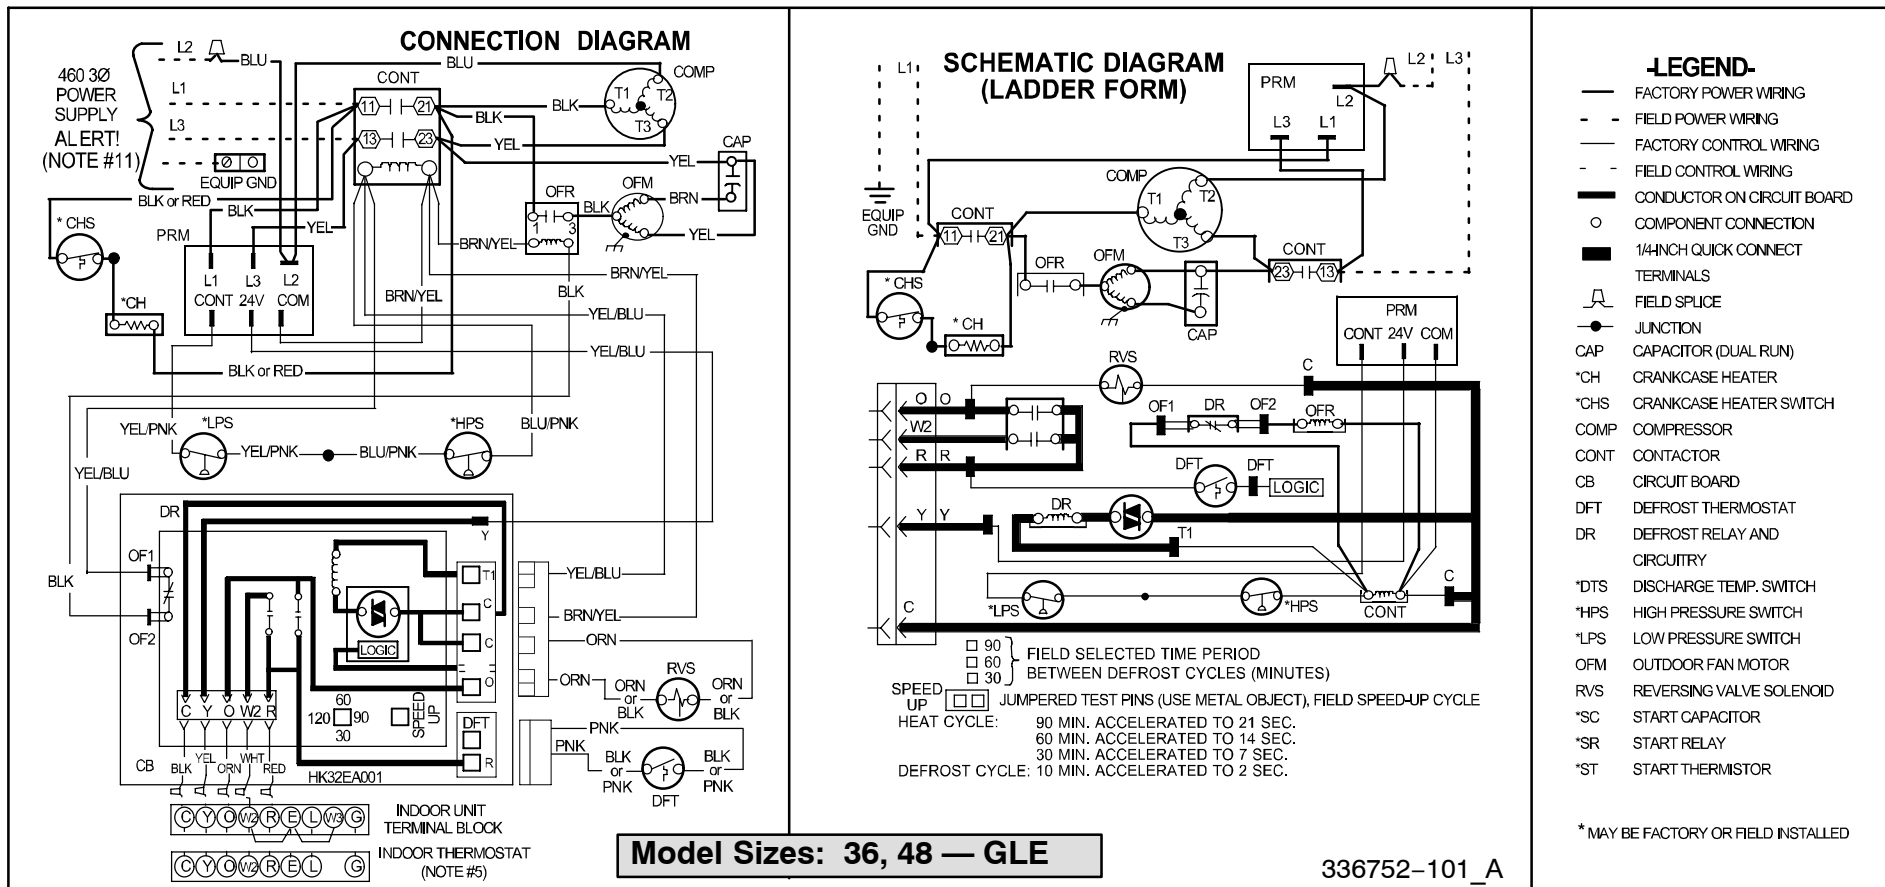 CONNECTION DIAGRAM
460 3Ø
POWER
SUPPLY
ALERT!
(NOTE #11)
L2
BLU
L1
L3
EQUIP GND
BLU
CONT
11
21
13
23
COMP
T1
T2
T3
BLK
BLK
YEL
YEL
CAP
BLK or RED
BLK
YEL
* CHS
PRM
L1 L3 L2
CONT 24V COM
*CH
BLK or RED
OFR
1
3
BLK
OFM
BRN
YEL
BRN/YEL
BRN/YEL
BRN/YEL
BLK
YEL/BLU
YEL/BLU
YEL/PNK
*LPS
YEL/PNK
BLU/PNK
*HPS
BLU/PNK
YEL/BLU
DR
Y
OF1
BLK
OF2
T1
C
C
O
LOGIC
YEL/BLU
BRN/YEL
ORN
ORN
ORN
or
BLK
RVS
ORN
or
BLK
C Y O W2 R
60
120
90
30
SPEED
UP
DFT
R
PNK
PNK
BLK
or
PNK
DFT
BLK
or
PNK
CB
BLK
YEL
ORN
WHT
RED
HK32EA001
C Y O W2 R E L W3 G
INDOOR UNIT
TERMINAL BLOCK
C Y O W2 R E L G
INDOOR THERMOSTAT
(NOTE #5)
Model Sizes: 36, 48 — GLE
SCHEMATIC DIAGRAM
(LADDER FORM)
L1
PRM
L2
L3
L2
L3 L1
EQUIP
GND
COMP
T1
T2
T3
CONT
11
21
CONT
23
13
OFR
OFM
CAP
* CHS
* CH
PRM
CONT 24V COM
RVS
C
O O
W2
R R
OF1
DR
OF2
OFR
DFT
DFT
LOGIC
DR
Y Y
T1
*LPS
*HPS
CONT
C
C
90
60
30
FIELD SELECTED TIME PERIOD
BETWEEN DEFROST CYCLES (MINUTES)
SPEED
UP
JUMPERED TEST PINS (USE METAL OBJECT), FIELD SPEED-UP CYCLE
HEAT CYCLE: 90 MIN. ACCELERATED TO 21 SEC.
60 MIN. ACCELERATED TO 14 SEC.
30 MIN. ACCELERATED TO 7 SEC.
DEFROST CYCLE: 10 MIN. ACCELERATED TO 2 SEC.
336752-101_A
-LEGEND-
FACTORY POWER WIRING
FIELD POWER WIRING
FACTORY CONTROL WIRING
FIELD CONTROL WIRING
CONDUCTOR ON CIRCUIT BOARD
COMPONENT CONNECTION
1/4-INCH QUICK CONNECT
TERMINALS
FIELD SPLICE
JUNCTION
CAP CAPACITOR (DUAL RUN)
*CH CRANKCASE HEATER
*CHS CRANKCASE HEATER SWITCH
COMP COMPRESSOR
CONT CONTACTOR
CB CIRCUIT BOARD
DFT DEFROST THERMOSTAT
DR DEFROST RELAY AND
CIRCUITRY
*DTS DISCHARGE TEMP. SWITCH
*HPS HIGH PRESSURE SWITCH
*LPS LOW PRESSURE SWITCH
OFM OUTDOOR FAN MOTOR
RVS REVERSING VALVE SOLENOID
*SC START CAPACITOR
*SR START RELAY
*ST START THERMISTOR
* MAY BE FACTORY OR FIELD INSTALLED